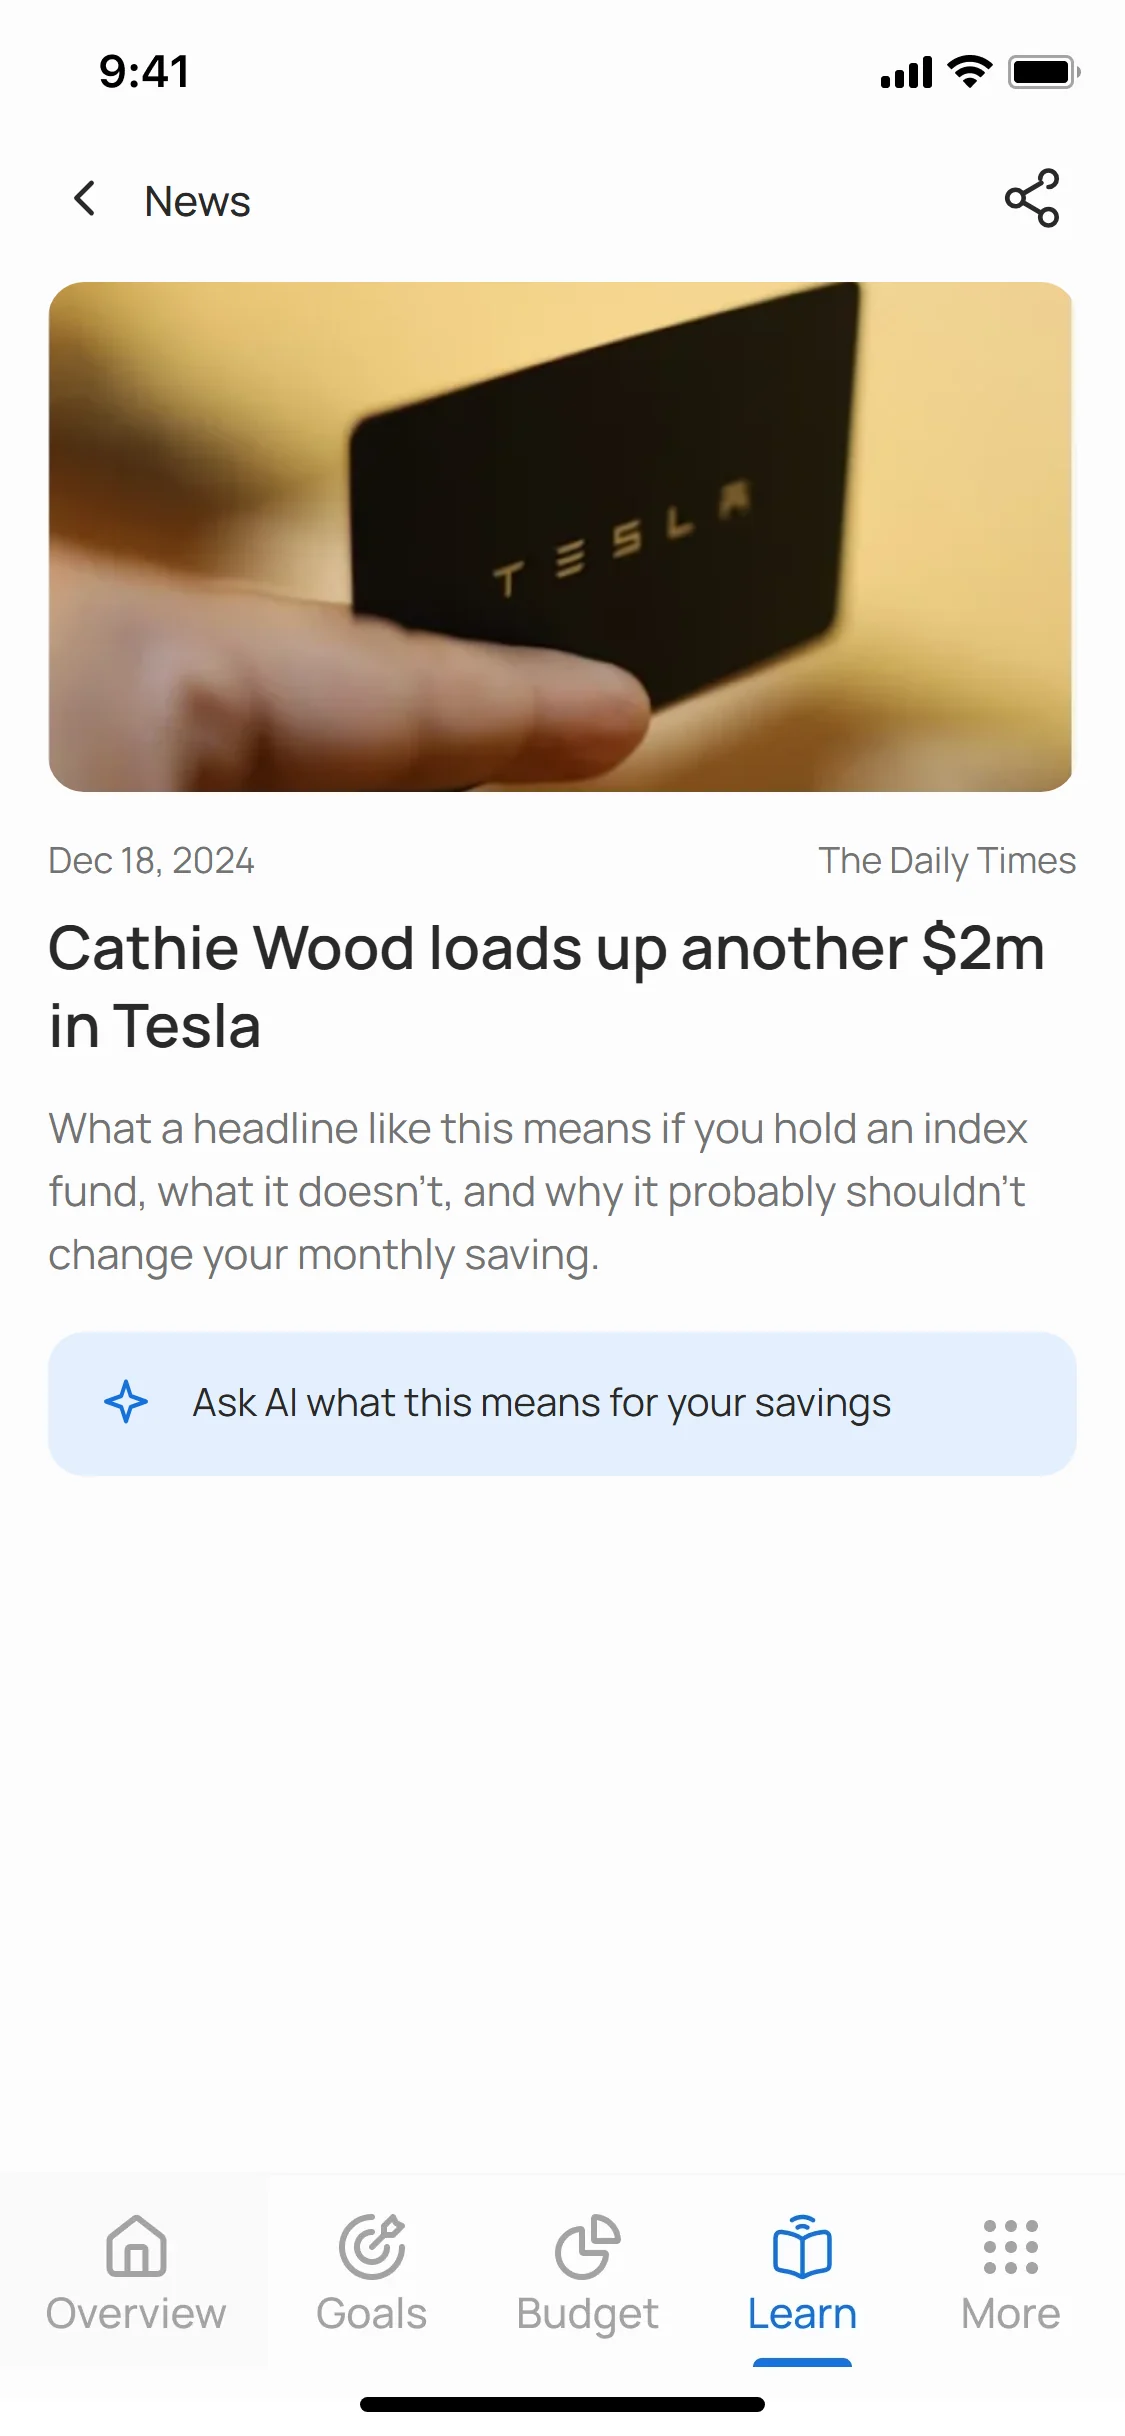 9:41
News
TESLA
Dec 18, 2024
The Daily Times
Cathie Wood loads up another $2m
in Tesla
What a headline like this means if you hold an index
fund, what it doesn’t, and why it probably shouldn’t
change your monthly saving.
Ask AI what this means for your savings
Overview
Goals
Budget
Learn
More